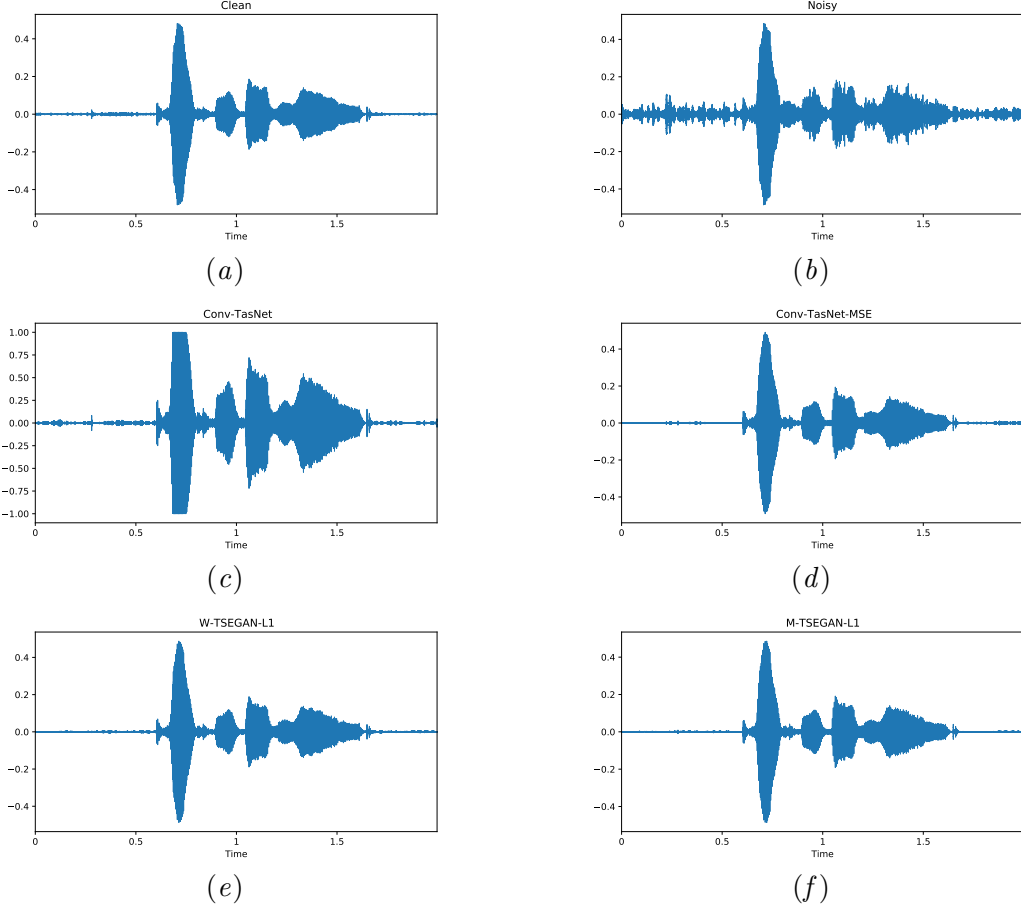 Clean
0.4
0.2
0.0
−0.2
−0.4
0 0.5 1 1.5
Time
(a)
Noisy
0.4
0.2
0.0
−0.2
−0.4
0 0.5 1 1.5
Time
(b)
Conv-TasNet
1.00
0.75
0.50
0.25
0.00
−0.25
−0.50
−0.75
−1.00
0 0.5 1 1.5
Time
(c)
Conv-TasNet-MSE
0.4
0.2
0.0
−0.2
−0.4
0 0.5 1 1.5
Time
(d)
W-TSEGAN-L1
0.4
0.2
0.0
−0.2
−0.4
0 0.5 1 1.5
Time
(e)
M-TSEGAN-L1
0.4
0.2
0.0
−0.2
−0.4
0 0.5 1 1.5
Time
(f)